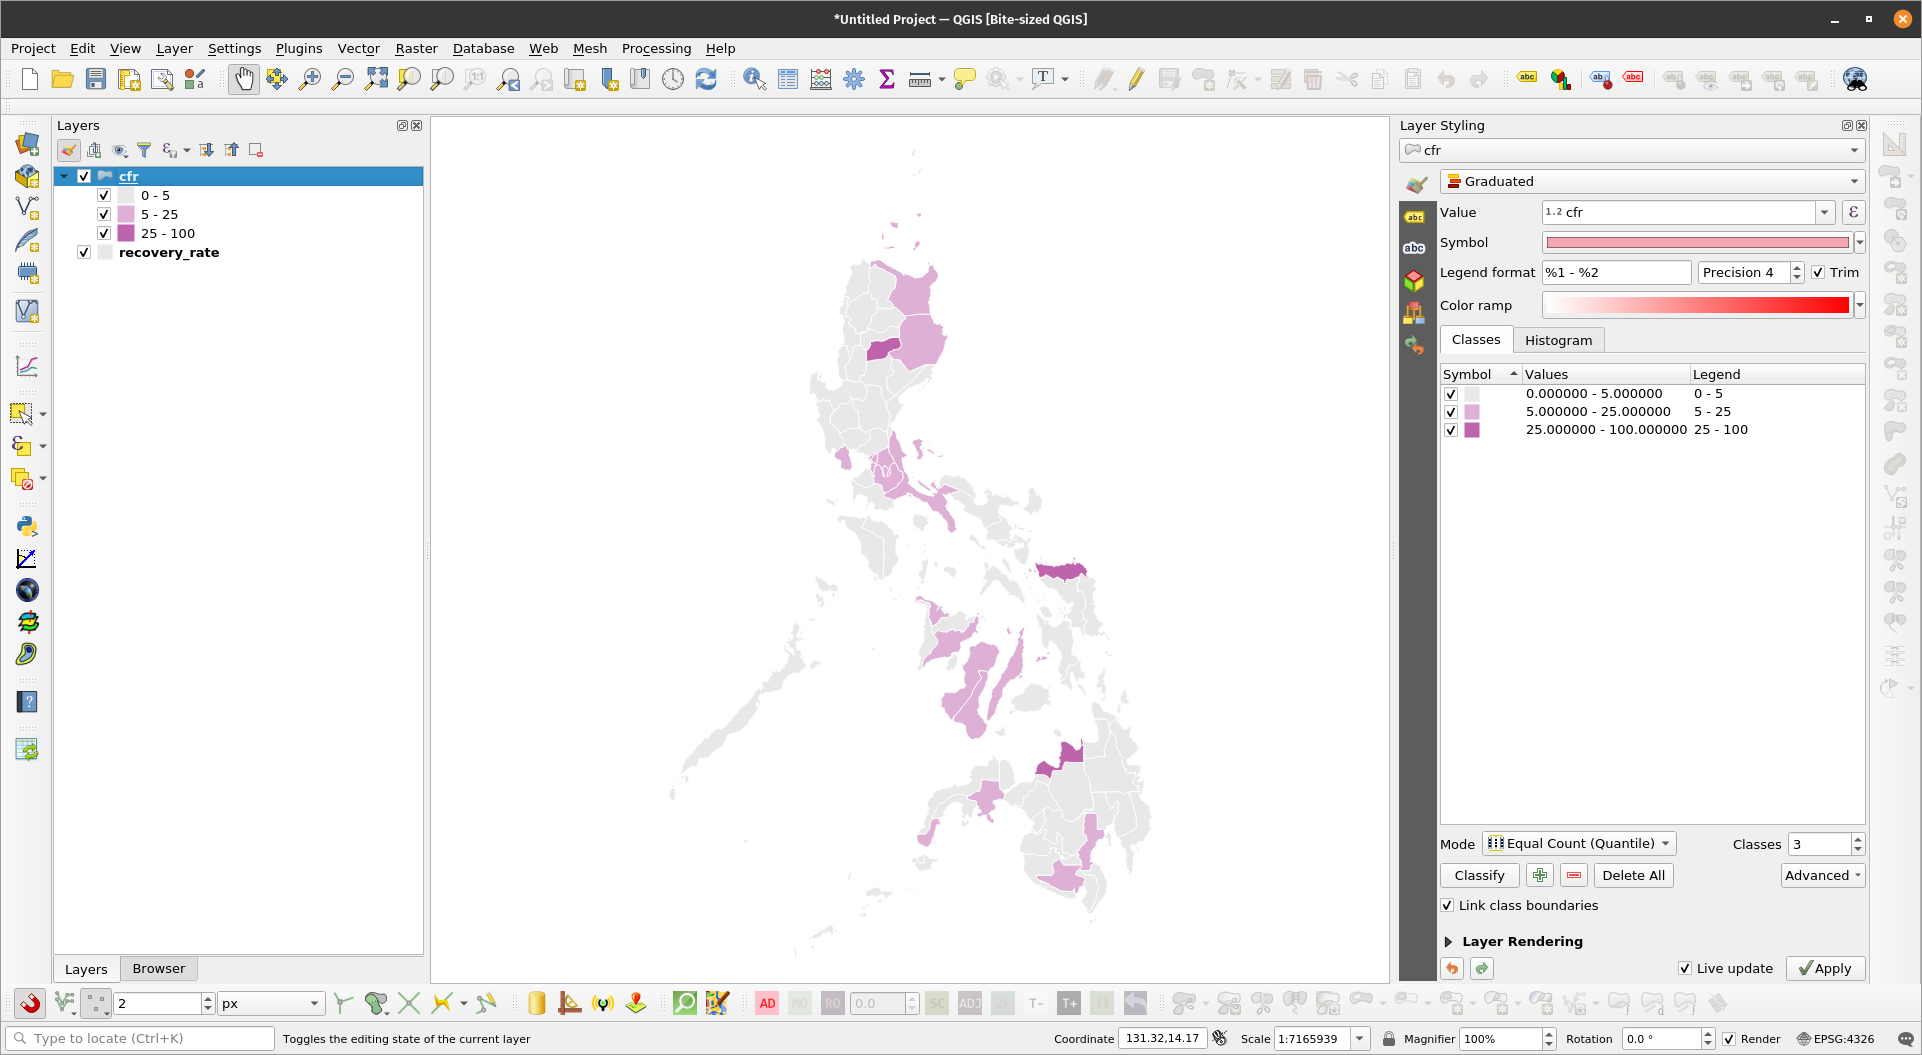 *Untitled Project — QGIS [Bite-sized QGIS]
Project Edit View Layer Settings Plugins Vector Raster Database Web Mesh Processing Help
Layers
cfr
0 - 5
5 - 25
25 - 100
recovery_rate
Layers Browser
Layer Styling
cfr
Graduated
Value 1.2 cfr
Symbol
Legend format %1 - %2 Precision 4 Trim
Color ramp
Classes Histogram
Symbol Values Legend
0.000000 - 5.000000 0 - 5
5.000000 - 25.000000 5 - 25
25.000000 - 100.000000 25 - 100
Mode Equal Count (Quantile) Classes 3
Classify Delete All Advanced
Link class boundaries
Layer Rendering
Live update Apply
2 px AD MO RO 0.0 SC ADJ T- T+
Type to locate (Ctrl+K) Toggles the editing state of the current layer Coordinate 131.32,14.17 Scale 1:7165939 Magnifier 100% Rotation 0.0 ° Render EPSG:4326